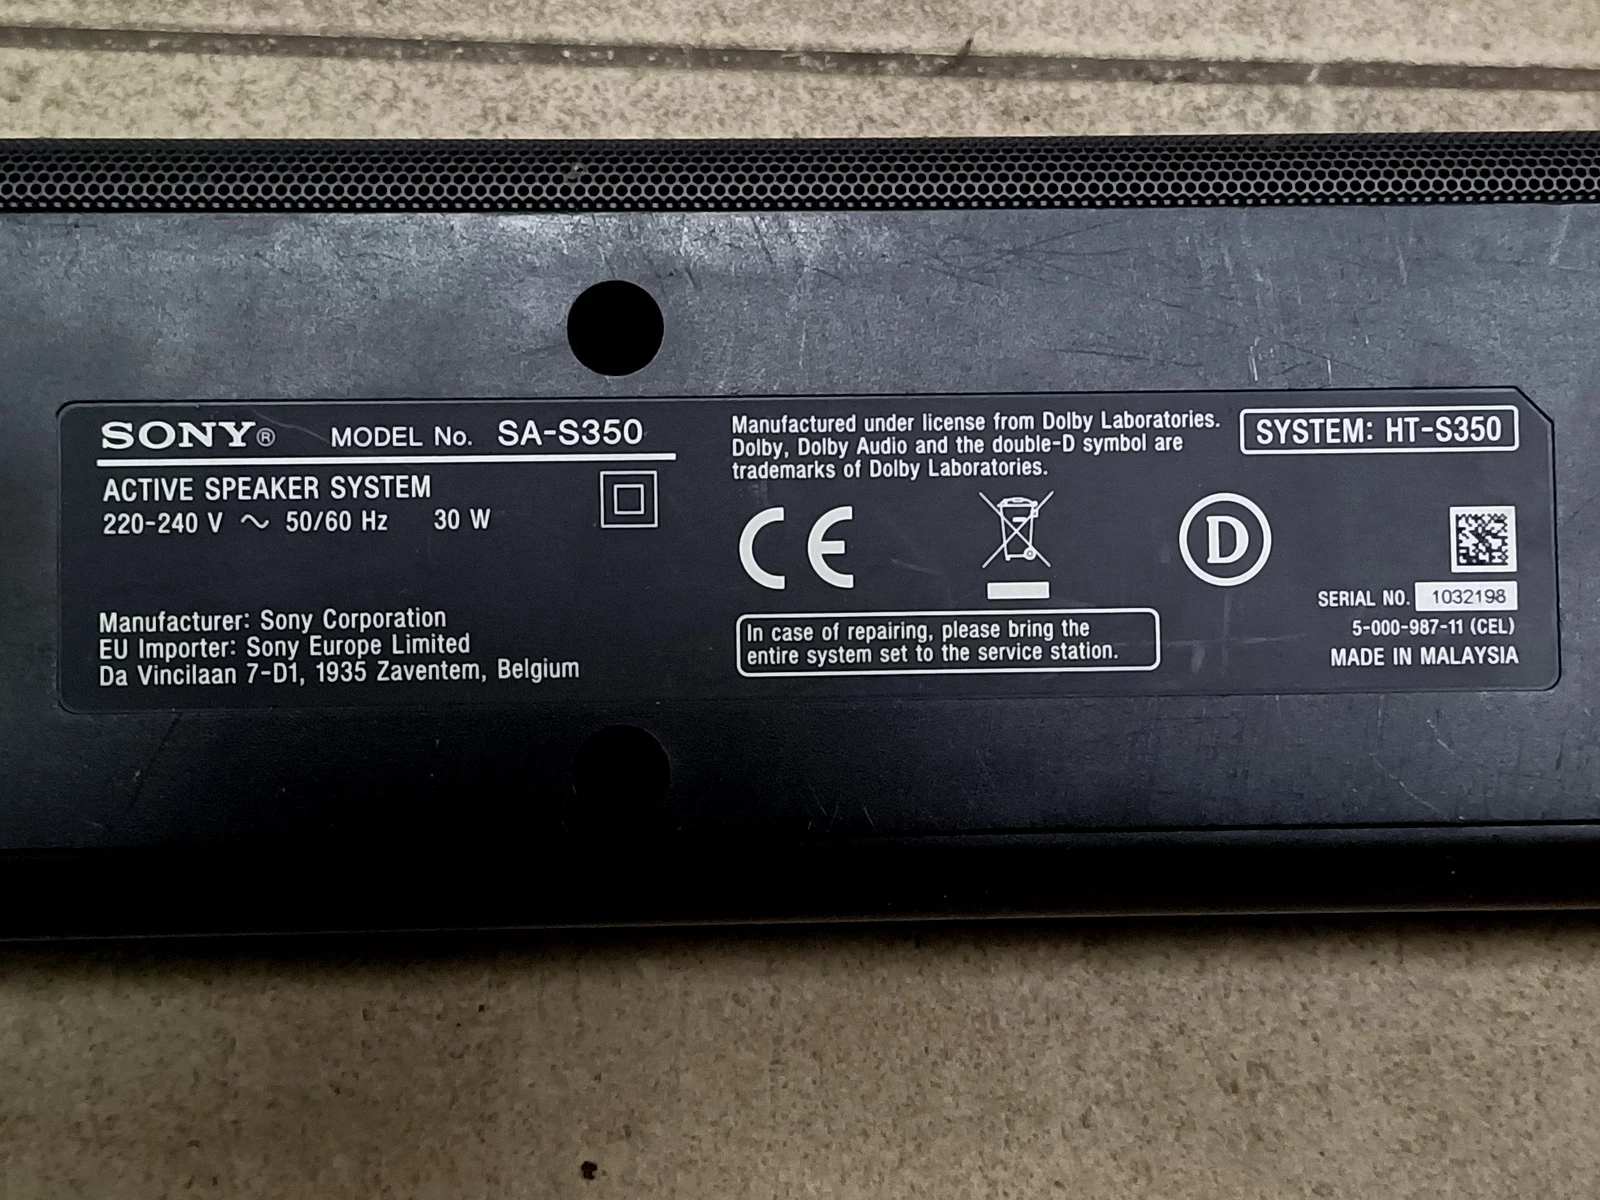 SONY® MODEL No. SA-S350
ACTIVE SPEAKER SYSTEM
220-240 V ~ 50/60 Hz 30 W
Manufacturer: Sony Corporation
EU Importer: Sony Europe Limited
Da Vincilaan 7-D1, 1935 Zaventem, Belgium
Manufactured under license from Dolby Laboratories.
Dolby, Dolby Audio and the double-D symbol are
trademarks of Dolby Laboratories.
SYSTEM: HT-S350
CE
D
In case of repairing, please bring the
entire system set to the service station.
SERIAL NO. 1032198
5-000-987-11 (CEL)
MADE IN MALAYSIA